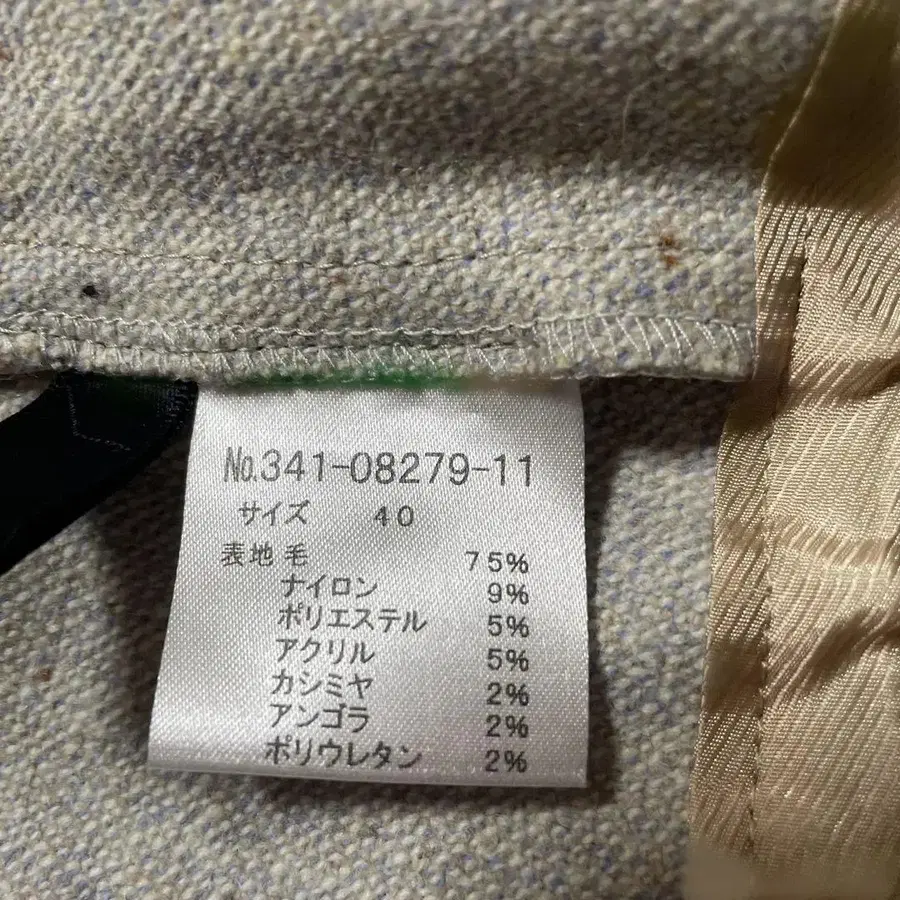 No.341-08279-11
サイズ 40
表地 毛 75%
ナイロン 9%
ポリエステル 5%
アクリル 5%
カシミヤ 2%
アンゴラ 2%
ポリウレタン 2%